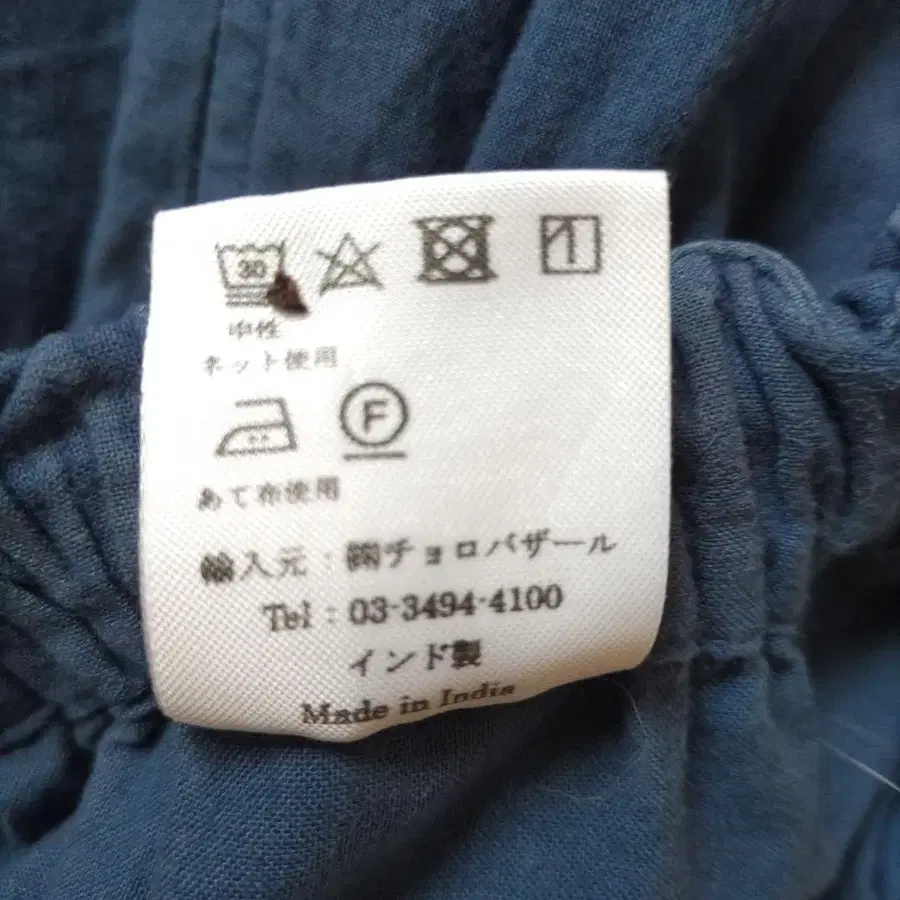 30
中性
ネット使用
F
あて布使用
輸入元：㈱チョロバザール
Tel：03-3494-4100
インド製
Made in India